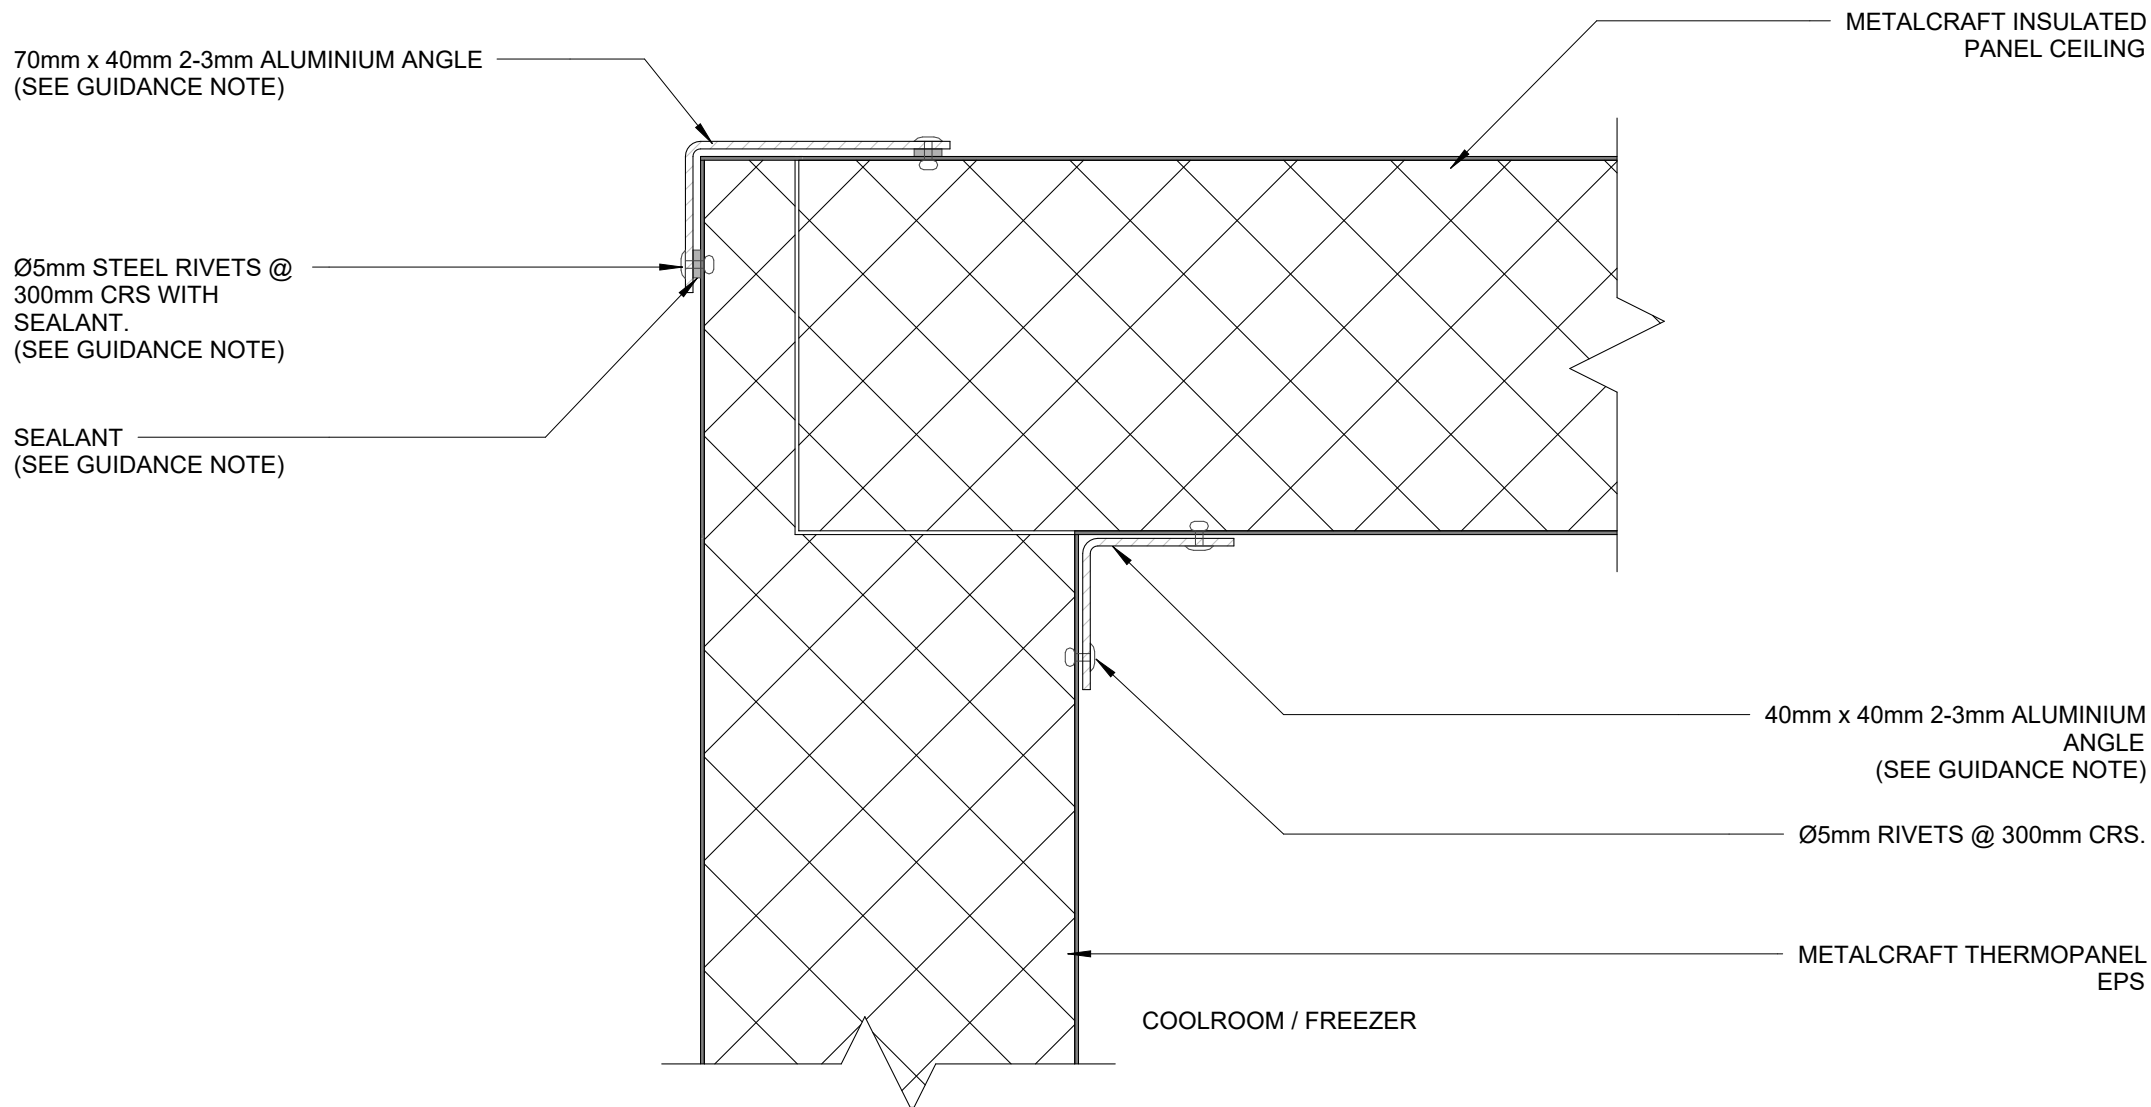 METALCRAFT INSULATED
PANEL CEILING
70mm x 40mm 2-3mm ALUMINIUM ANGLE
(SEE GUIDANCE NOTE)
Ø5mm STEEL RIVETS @
300mm CRS WITH
SEALANT.
(SEE GUIDANCE NOTE)
SEALANT
(SEE GUIDANCE NOTE)
40mm x 40mm 2-3mm ALUMINIUM
ANGLE
(SEE GUIDANCE NOTE)
Ø5mm RIVETS @ 300mm CRS.
METALCRAFT THERMOPANEL
EPS
COOLROOM / FREEZER